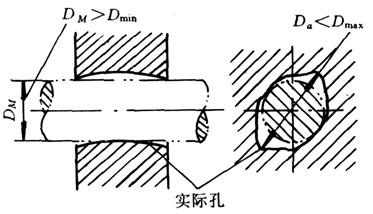 D_M > D_min
D_a < D_max
D_M
实际孔